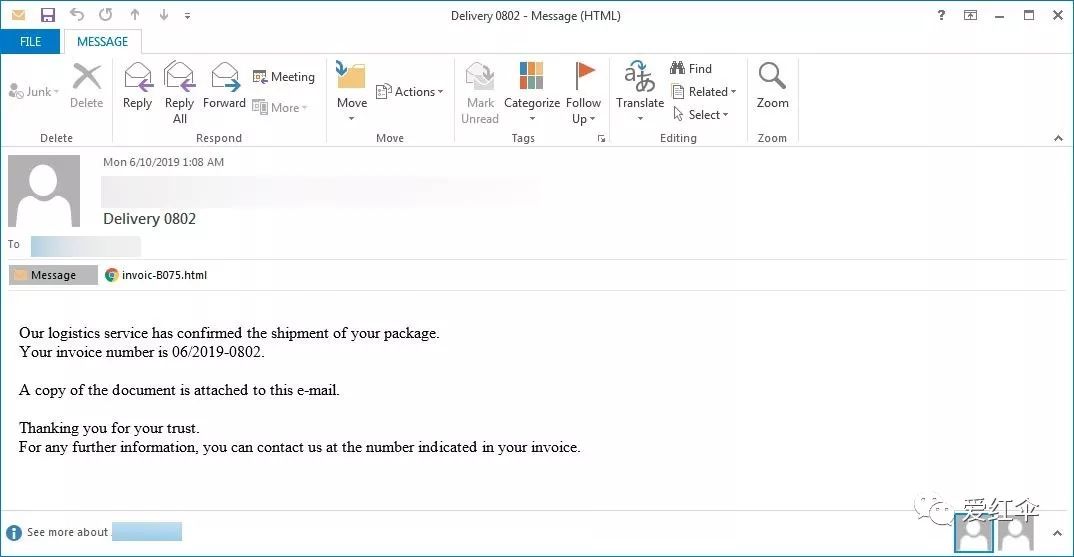 Delivery 0802 - Message (HTML)
?
FILE
MESSAGE
Junk
Delete
Reply
Reply All
Forward
Meeting
More
Move
Actions
Mark Unread
Categorize
Follow Up
Translate
Find
Related
Select
Zoom
Delete
Respond
Move
Tags
Editing
Zoom
Mon 6/10/2019 1:08 AM
Delivery 0802
To
Message
invoic-B075.html
Our logistics service has confirmed the shipment of your package.
Your invoice number is 06/2019-0802.
A copy of the document is attached to this e-mail.
Thanking you for your trust.
For any further information, you can contact us at the number indicated in your invoice.
See more about
爱红伞